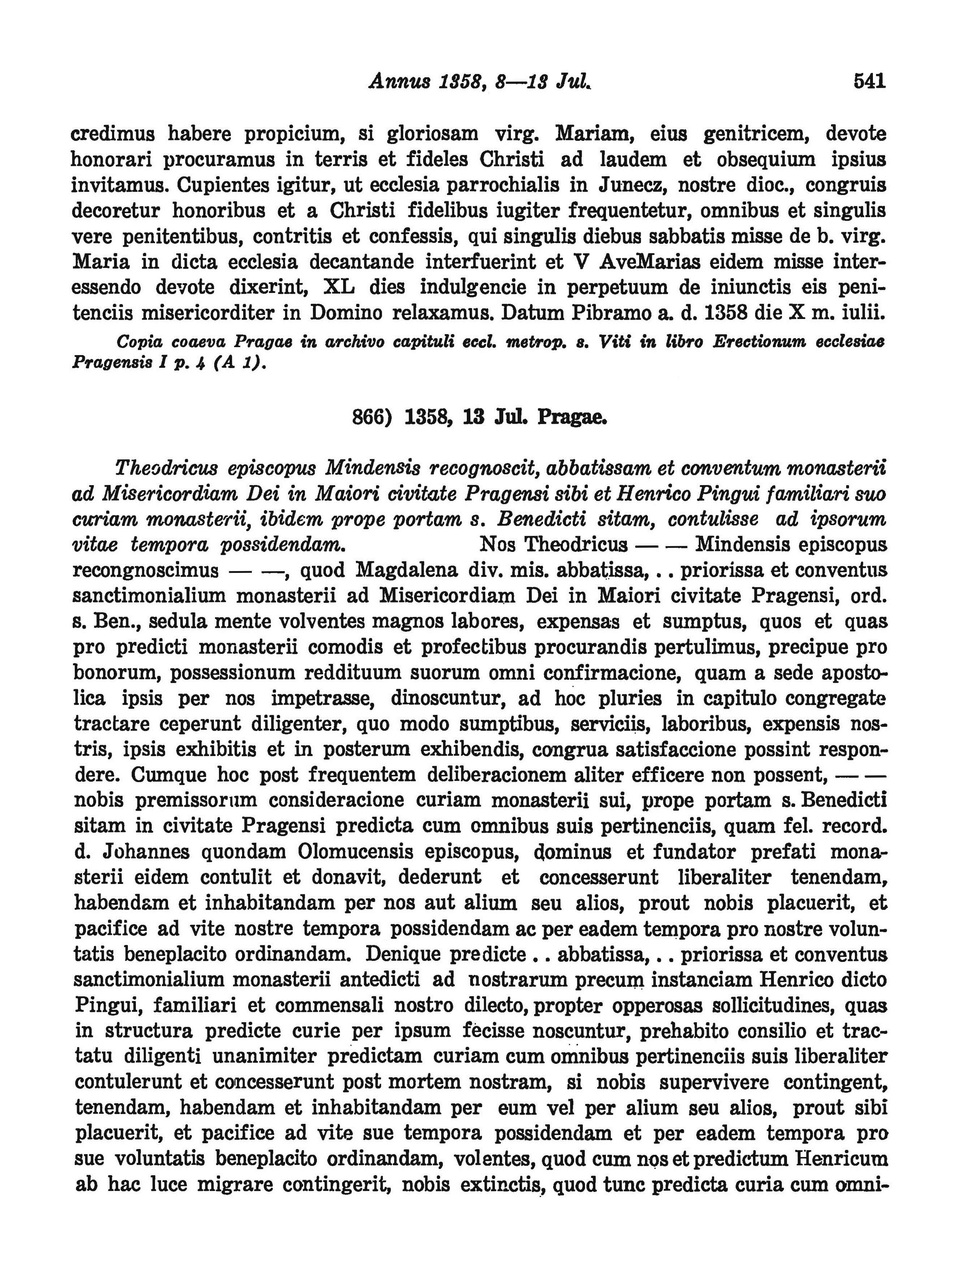 Annus 1358, 8—13 Jul. 541
credimus habere propicium, si gloriosam virg. Mariam, eius genitricem, devote
honorari procuramus in terris et fideles Christi ad laudem et obsequium ipsius
invitamus. Cupientes igitur, ut ecclesia parrochialis in Junecz, nostre dioc., congruis
decoretur honoribus et a Christi fidelibus iugiter frequentetur, omnibus et singulis
vere penitentibus, contritis et confessis, qui singulis diebus sabbatis misse de b. virg.
Maria in dicta ecclesia decantande interfuerint et V AveMarias eidem misse inter-
essendo devote dixerint, XL dies indulgencie in perpetuum de iniunctis eis peni-
tenciis misericorditer in Domino relaxamus. Datum Pibramo a. d. 1358 die X m. iulii.
Copia coaeva Pragae in archivo capituli eccl. metrop. s. Viti in libro Erectionum ecclesiae
Pragensis I p. 4 (A 1).
866) 1358, 13 Jul. Pragae.
Theodricus episcopus Mindensis recognoscit, abbatissam et conventum monasterii
ad Misericordiam Dei in Maiori civitate Pragensi sibi et Henrico Pingui familiari suo
curiam monasterii, ibidem prope portam s. Benedicti sitam, contulisse ad ipsorum
vitae tempora possidendam. Nos Theodricus — — Mindensis episcopus
recongnoscimus — —, quod Magdalena div. mis. abbatissa, . . priorissa et conventus
sanctimonialium monasterii ad Misericordiam Dei in Maiori civitate Pragensi, ord.
s. Ben., sedula mente volventes magnos labores, expensas et sumptus, quos et quas
pro predicti monasterii comodis et profectibus procurandis pertulimus, precipue pro
bonorum, possessionum reddituum suorum omni confirmacione, quam a sede aposto-
lica ipsis per nos impetrasse, dinoscuntur, ad hoc pluries in capitulo congregate
tractare ceperunt diligenter, quo modo sumptibus, serviciis, laboribus, expensis nos-
tris, ipsis exhibitis et in posterum exhibendis, congrua satisfaccione possint respon-
dere. Cumque hoc post frequentem deliberacionem aliter efficere non possent, — —
nobis premissorum consideracione curiam monasterii sui, prope portam s. Benedicti
sitam in civitate Pragensi predicta cum omnibus suis pertinenciis, quam fel. record.
d. Johannes quondam Olomucensis episcopus, dominus et fundator prefati mona-
sterii eidem contulit et donavit, dederunt et concesserunt liberaliter tenendam,
habendam et inhabitandam per nos aut alium seu alios, prout nobis placuerit, et
pacifice ad vite nostre tempora possidendam ac per eadem tempora pro nostre volun-
tatis beneplacito ordinandam. Denique predicte . . abbatissa, . . priorissa et conventus
sanctimonialium monasterii antedicti ad nostrarum precum instanciam Henrico dicto
Pingui, familiari et commensali nostro dilecto, propter opperosas sollicitudines, quas
in structura predicte curie per ipsum fecisse noscuntur, prehabito consilio et trac-
tatu diligenti unanimiter predictam curiam cum omnibus pertinenciis suis liberaliter
contulerunt et concesserunt post mortem nostram, si nobis supervivere contingent,
tenendam, habendam et inhabitandam per eum vel per alium seu alios, prout sibi
placuerit, et pacifice ad vite sue tempora possidendam et per eadem tempora pro
sue voluntatis beneplacito ordinandam, volentes, quod cum nos et predictum Henricum
ab hac luce migrare contingerit, nobis extinctis, quod tunc predicta curia cum omni-